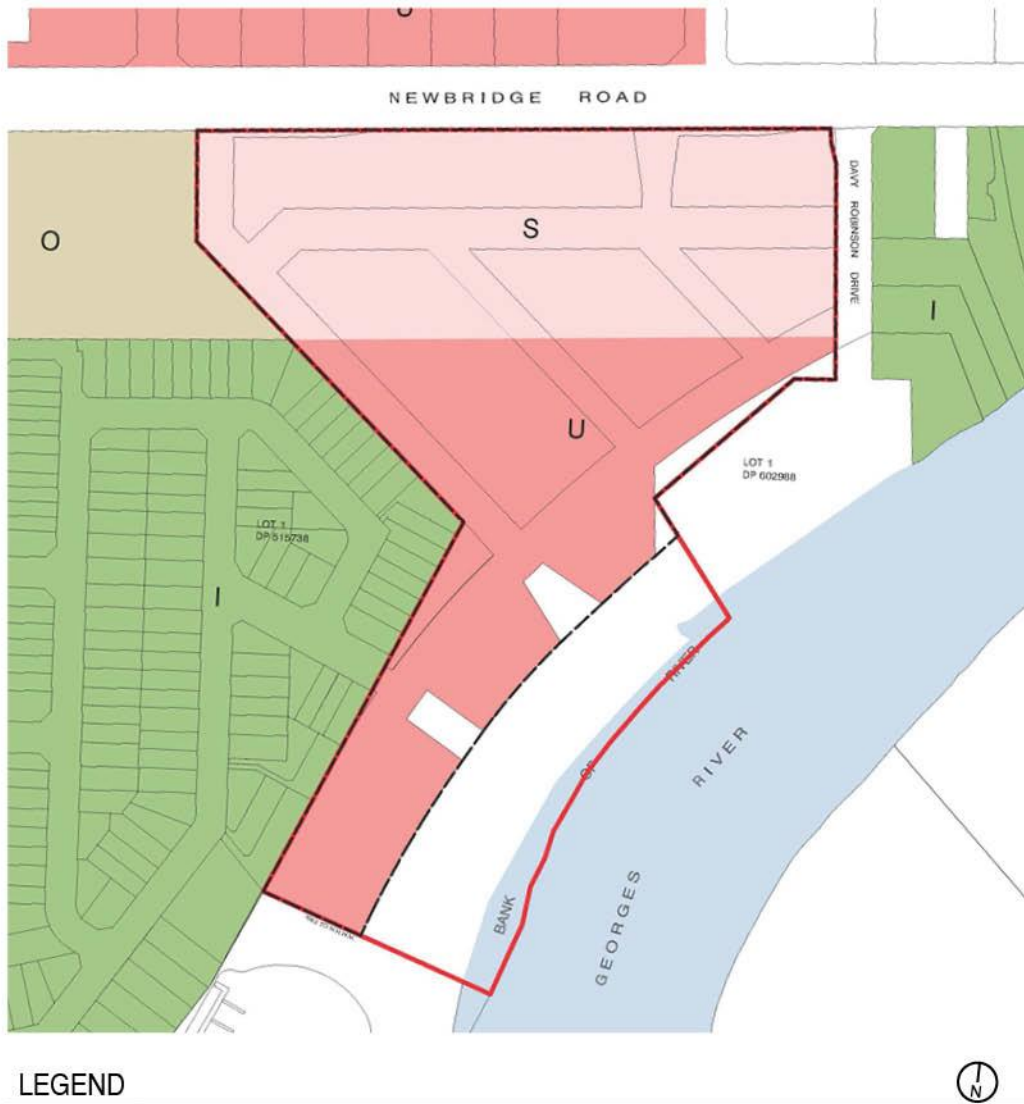 NEWBRIDGE ROAD
DAVY ROBINSON DRIVE
S
O
I
U
LOT 1
DP 602988
LOT 1
DP 515738
I
RIVER
OF
BANK
GEORGES RIVER
LEGEND
N